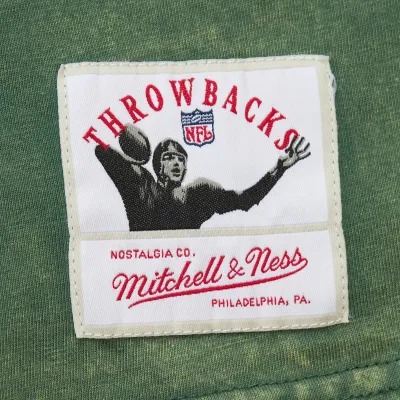 THROWBACKS
NFL
NOSTALGIA CO.
Mitchell & Ness
PHILADELPHIA, PA.